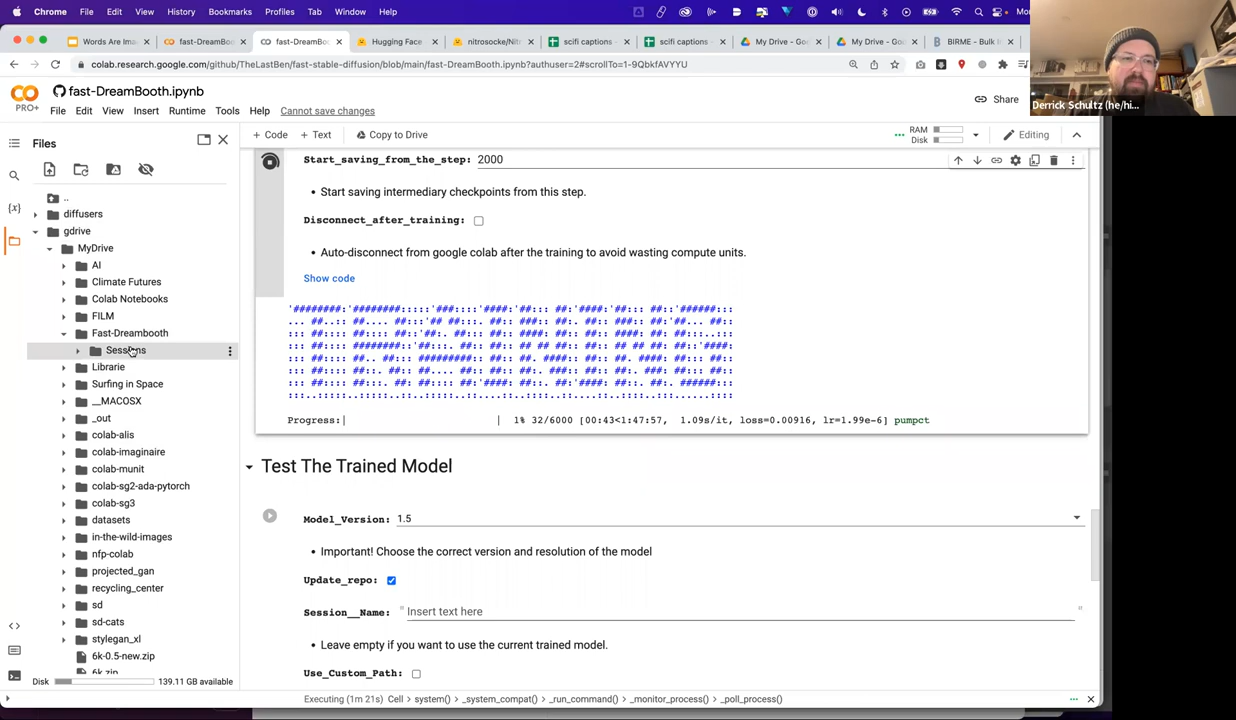 Chrome File Edit View History Bookmarks Profiles Tab Window Help
Words Are Ima
fast-DreamBo
fast-DreamBo
Hugging Face
nitrosocke/Nit
scifi captions -
scifi captions -
My Drive - Goo
My Drive - Goo
BIRME - Bulk I
colab.research.google.com/github/TheLastBen/fast-stable-diffusion/blob/main/fast-DreamBooth.ipynb?authuser=2#scrollTo=1-9QbkfAVYYU
PRO+
fast-DreamBooth.ipynb
File Edit View Insert Runtime Tools Help Cannot save changes
Share
Derrick Schultz (he/hi...
Files
+ Code + Text Copy to Drive
RAM
Disk
Editing
{x}
..
diffusers
gdrive
MyDrive
AI
Climate Futures
Colab Notebooks
FILM
Fast-Dreambooth
Sessions
Librarie
Surfing in Space
__MACOSX
_out
colab-alis
colab-imaginaire
colab-munit
colab-sg2-ada-pytorch
colab-sg3
datasets
in-the-wild-images
nfp-colab
projected_gan
recycling_center
sd
sd-cats
stylegan_xl
6k-0.5-new.zip
6k.zip
Disk 139.11 GB available
Start_saving_from_the_step: 2000
• Start saving intermediary checkpoints from this step.
Disconnect_after_training:
• Auto-disconnect from google colab after the training to avoid wasting compute units.
Show code
Progress:| | 1% 32/6000 [00:43<1:47:57, 1.09s/it, loss=0.00916, lr=1.99e-6] pumpct
Test The Trained Model
Model_Version: 1.5
• Important! Choose the correct version and resolution of the model
Update_repo:
Session__Name: " Insert text here "
• Leave empty if you want to use the current trained model.
Use_Custom_Path:
Executing (1m 21s) Cell > system() > _system_compat() > _run_command() > _monitor_process() > _poll_process()